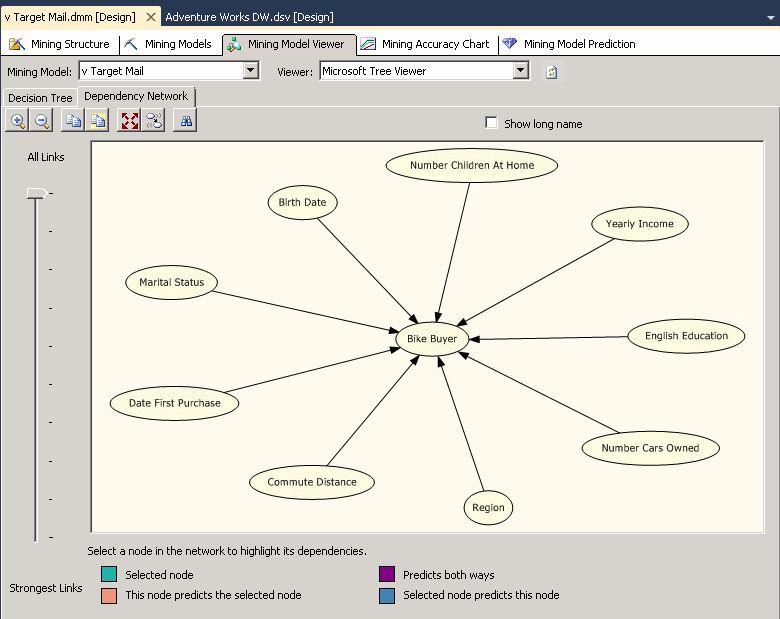 v Target Mail.dmm [Design] Adventure Works DW.dsv [Design]
Mining Structure Mining Models Mining Model Viewer Mining Accuracy Chart Mining Model Prediction
Mining Model: v Target Mail Viewer: Microsoft Tree Viewer
Decision Tree Dependency Network
Show long name
All Links
Number Children At Home
Birth Date
Yearly Income
Marital Status
Bike Buyer
English Education
Date First Purchase
Number Cars Owned
Commute Distance
Region
Select a node in the network to highlight its dependencies.
Selected node Predicts both ways
Strongest Links
This node predicts the selected node Selected node predicts this node